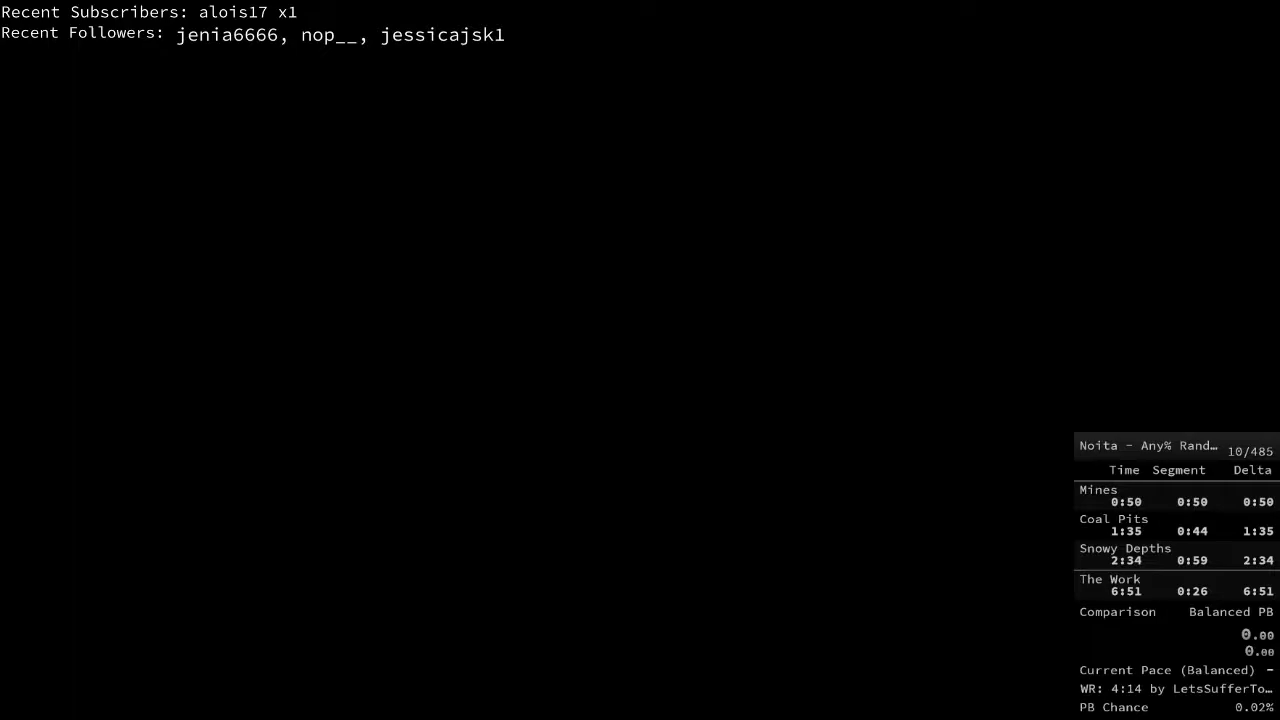 Recent Subscribers: alois17 x1
Recent Followers: jenia6666, nop__, jessicajsk1
Noita - Any% Rand… 10/485
Time Segment Delta
Mines
0:50 0:50 0:50
Coal Pits
1:35 0:44 1:35
Snowy Depths
2:34 0:59 2:34
The Work
6:51 0:26 6:51
Comparison Balanced PB
0.00
0.00
Current Pace (Balanced) -
WR: 4:14 by LetsSufferTo…
PB Chance 0.02%